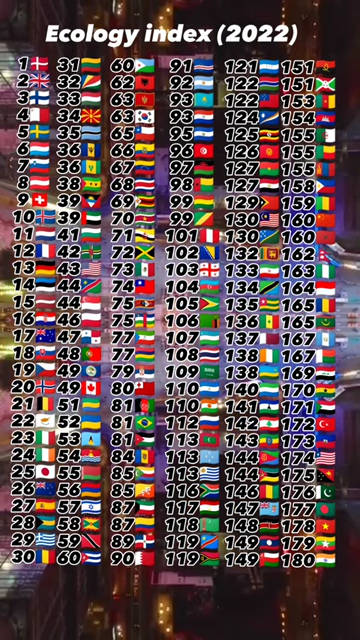 Ecology index (2022)
1 31 60 91 121 151
2 32 62 92 122 151
3 33 63 93 122 153
4 34 63 93 124 154
5 35 65 95 125 155
6 36 66 96 126 155
7 36 66 97 127 155
8 38 68 98 127 158
9 39 69 99 129 159
10 39 70 99 130 160
11 41 71 101 130 160
12 42 72 102 132 162
13 43 73 103 133 163
14 44 74 103 134 164
15 44 75 105 135 165
16 46 75 106 136 165
17 47 77 107 137 167
18 47 77 108 138 167
19 49 79 109 138 169
20 49 80 110 140 170
21 51 81 110 141 171
22 52 81 112 142 172
23 53 81 113 143 173
24 54 84 113 144 174
25 55 85 113 144 175
26 56 85 116 146 176
27 57 87 116 147 177
28 58 87 118 148 178
29 59 89 119 149 179
30 60 90 119 149 180